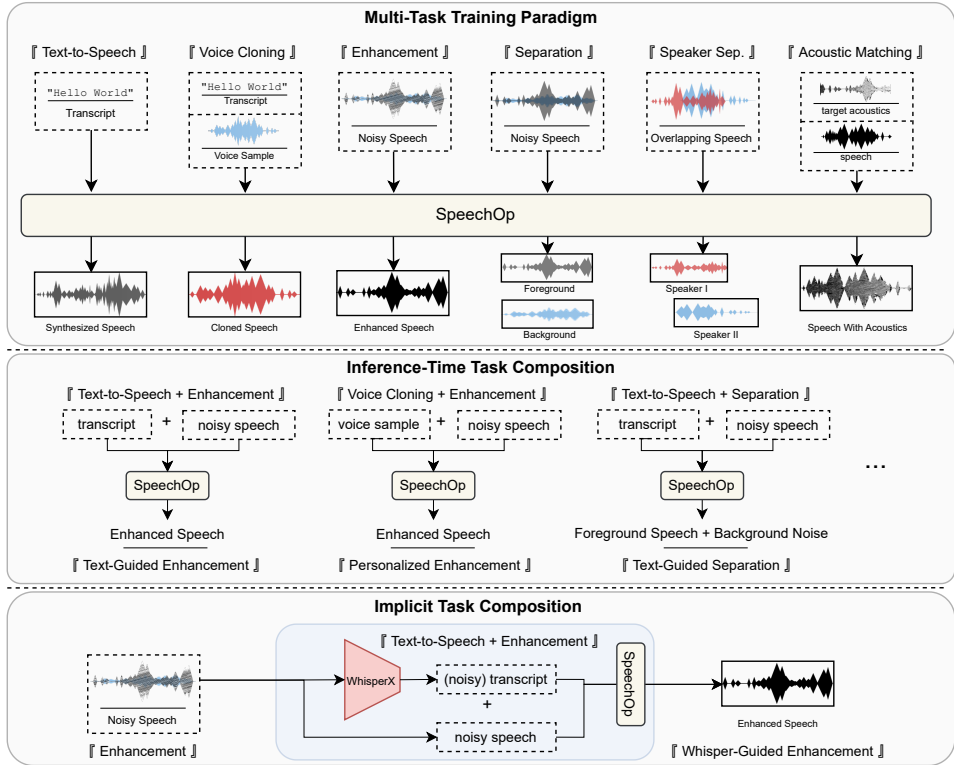 Multi-Task Training Paradigm
『 Text-to-Speech 』 『 Voice Cloning 』 『 Enhancement 』 『 Separation 』 『 Speaker Sep. 』 『 Acoustic Matching 』
"Hello World"
Transcript
"Hello World"
Transcript
Voice Sample
Noisy Speech
Noisy Speech
Overlapping Speech
target acoustics
speech
SpeechOp
Synthesized Speech
Cloned Speech
Enhanced Speech
Foreground
Background
Speaker I
Speaker II
Speech With Acoustics
Inference-Time Task Composition
『 Text-to-Speech + Enhancement 』
transcript + noisy speech
SpeechOp
Enhanced Speech
『 Text-Guided Enhancement 』
『 Voice Cloning + Enhancement 』
voice sample + noisy speech
SpeechOp
Enhanced Speech
『 Personalized Enhancement 』
『 Text-to-Speech + Separation 』
transcript + noisy speech
SpeechOp
Foreground Speech + Background Noise
『 Text-Guided Separation 』
...
Implicit Task Composition
Noisy Speech
『 Enhancement 』
『 Text-to-Speech + Enhancement 』
WhisperX
(noisy) transcript
+
noisy speech
SpeechOp
Enhanced Speech
『 Whisper-Guided Enhancement 』